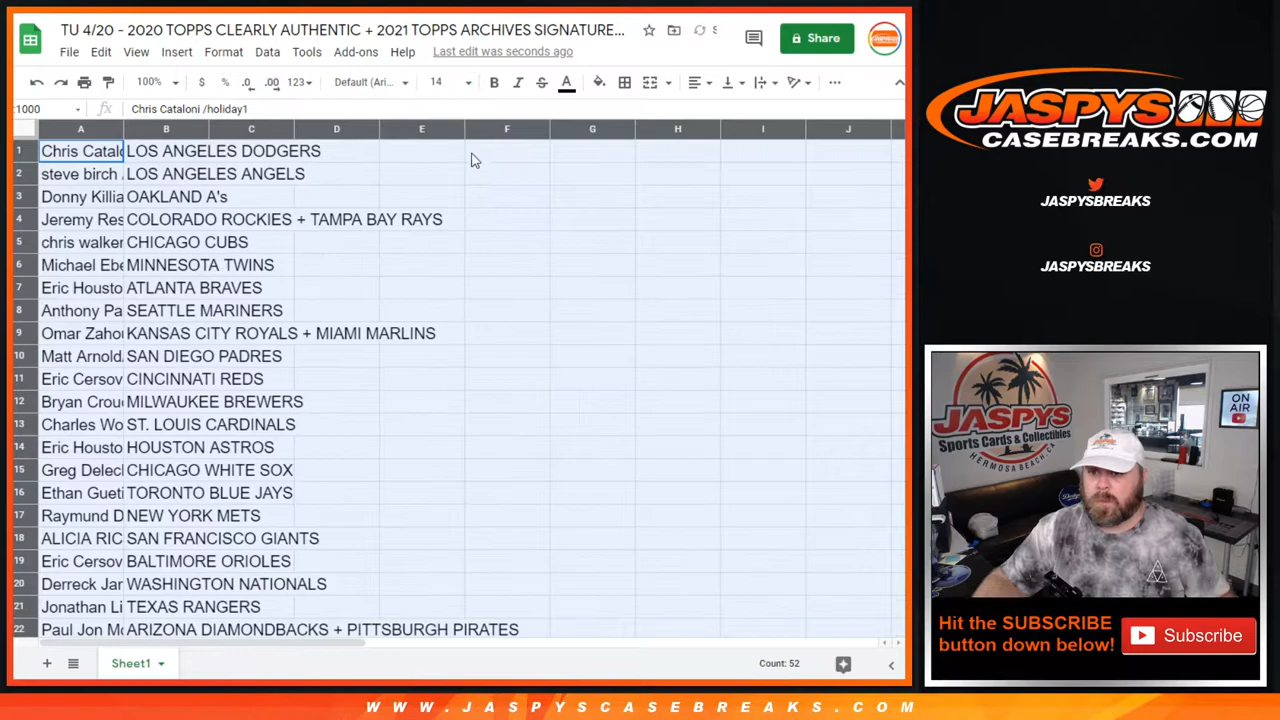 TU 4/20 - 2020 TOPPS CLEARLY AUTHENTIC + 2021 TOPPS ARCHIVES SIGNATURE...
File Edit View Insert Format Data Tools Add-ons Help Last edit was seconds ago
Share
100% $ % .0 .00 123 Default (Ari... 14 B I S A
:1000 fx Chris Cataloni /holiday1
A B C D E F G H I J
1 Chris Catalo LOS ANGELES DODGERS
2 steve birch LOS ANGELES ANGELS
3 Donny Killia OAKLAND A's
4 Jeremy Res COLORADO ROCKIES + TAMPA BAY RAYS
5 chris walker CHICAGO CUBS
6 Michael Ebe MINNESOTA TWINS
7 Eric Housto ATLANTA BRAVES
8 Anthony Pa SEATTLE MARINERS
9 Omar Zahou KANSAS CITY ROYALS + MIAMI MARLINS
10 Matt Arnold SAN DIEGO PADRES
11 Eric Cersov CINCINNATI REDS
12 Bryan Crou MILWAUKEE BREWERS
13 Charles Wo ST. LOUIS CARDINALS
14 Eric Housto HOUSTON ASTROS
15 Greg Delech CHICAGO WHITE SOX
16 Ethan Gueti TORONTO BLUE JAYS
17 Raymund D NEW YORK METS
18 ALICIA RIC SAN FRANCISCO GIANTS
19 Eric Cersov BALTIMORE ORIOLES
20 Derreck Jar WASHINGTON NATIONALS
21 Jonathan Li TEXAS RANGERS
22 Paul Jon Mc ARIZONA DIAMONDBACKS + PITTSBURGH PIRATES
Sheet1
Count: 52
JASPYS
CASEBREAKS.COM
JASPYSBREAKS
JASPYSBREAKS
JASPYS
Sports Cards & Collectibles
HERMOSA BEACH, CA
ON
AIR
Hit the SUBSCRIBE
button down below!
Subscribe
WWW.JASPYSCASEBREAKS.COM